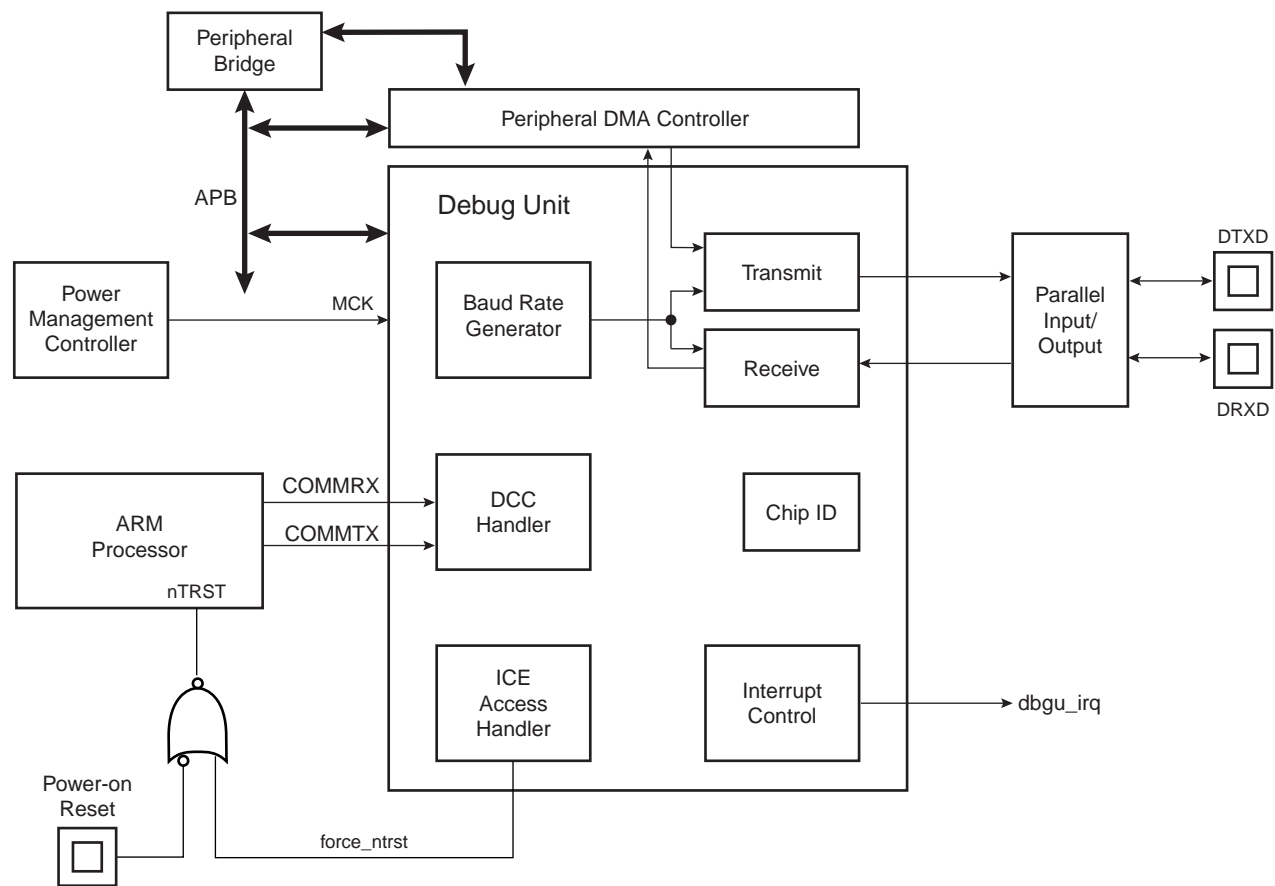 Peripheral
Bridge
Peripheral DMA Controller
APB
Debug Unit
DTXD
Transmit
Power
Management
Controller
MCK
Baud Rate
Generator
Parallel
Input/
Output
Receive
DRXD
COMMRX
ARM
Processor
DCC
Handler
Chip ID
COMMTX
nTRST
ICE
Access
Handler
Interrupt
Control
dbgu_irq
Power-on
Reset
force_ntrst